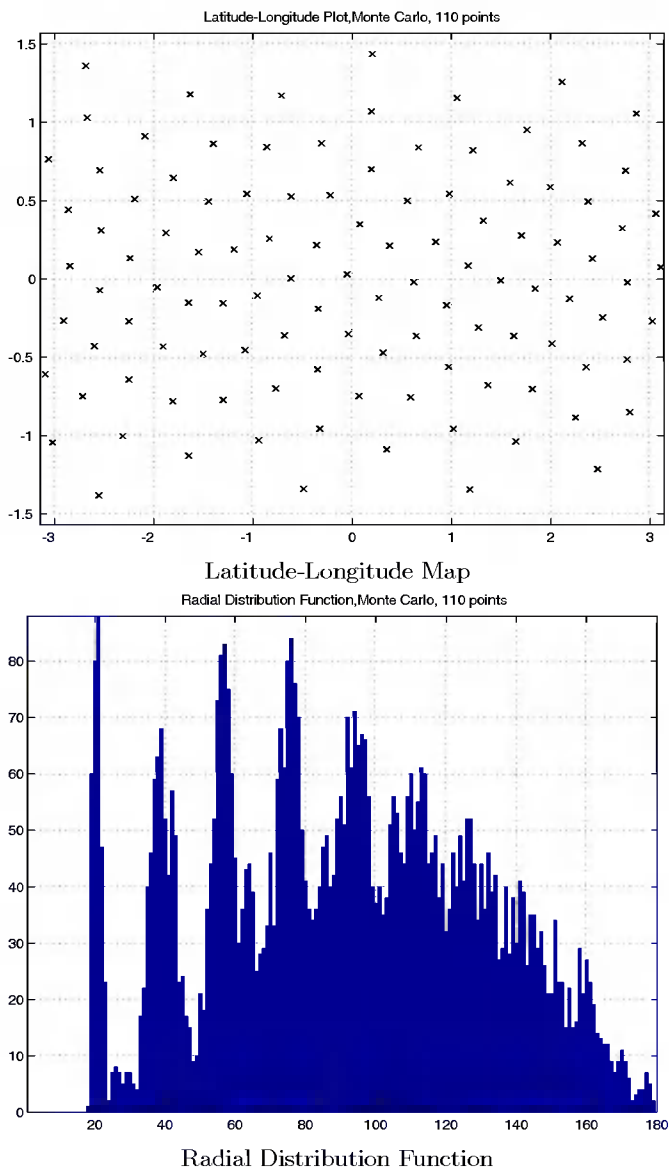 Latitude-Longitude Plot,Monte Carlo, 110 points
1.5
1
0.5
0
-0.5
-1
-1.5
-3 -2 -1 0 1 2 3
Latitude-Longitude Map
Radial Distribution Function,Monte Carlo, 110 points
80
70
60
50
40
30
20
10
0
20 40 60 80 100 120 140 160 180
Radial Distribution Function